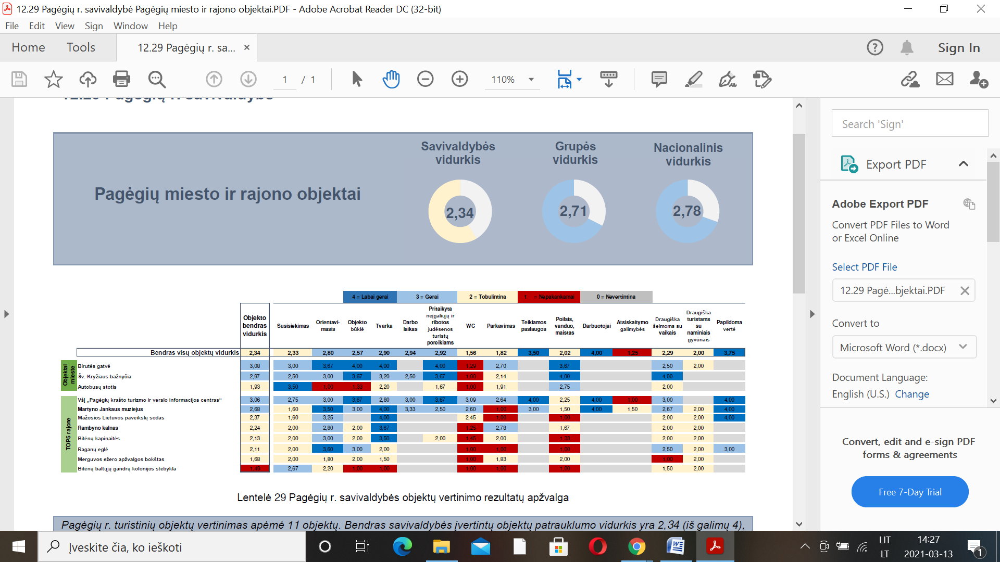 12.29 Pagėgių r. savivaldybė Pagėgių miesto ir rajono objektai.PDF - Adobe Acrobat Reader DC (32-bit)
File Edit View Sign Window Help
Home Tools 12.29 Pagėgių r. sa... × Sign In
1 / 1 110%
12.29 Pagėgių r. savivaldybė
Savivaldybės vidurkis
Grupės vidurkis
Nacionalinis vidurkis
Pagėgių miesto ir rajono objektai
2,34 2,71 2,78
4 = Labai gerai 3 = Gerai 2 = Tobulintina 1 = Nepakankamai 0 = Nevertintina
Objekto bendras vidurkis
Susisiekimas
Orientavi-masis
Objekto būklė
Tvarka
Darbo laikas
Pritaikyta neįgaliųjų ir ribotos judėsenos turistų poreikiams
WC
Parkavimas
Teikiamos paslaugos
Poilsis, vanduo, maistas
Darbuotojai
Atsiskaitymo galimybės
Draugiška šeimoms su vaikais
Draugiška turistams su naminiais gyvūnais
Papildoma vertė
Bendras visų objektų vidurkis 2,34 2,33 2,80 2,57 2,90 2,94 2,92 1,56 1,82 3,50 2,02 4,00 1,25 2,29 2,00 3,75
Objektai mieste
Birutės gatvė 3,08 3,00 3,67 4,00 4,00 4,00 1,29 2,70 3,67 2,50 2,00
Šv. Kryžiaus bažnyčia 2,97 2,50 3,00 3,67 3,20 2,50 3,67 1,00 2,14 4,00 4,00
Autobusų stotis 1,93 3,50 1,00 1,33 2,20 1,67 1,00 1,91 2,75 2,00
TOP5 rajone
VšĮ „Pagėgių krašto turizmo ir verslo informacijos centras“ 3,06 2,75 3,00 3,67 2,80 3,00 3,67 3,09 2,64 4,00 2,25 4,00 1,00 3,00 4,00
Martyno Jankaus muziejus 2,68 1,60 3,50 3,00 4,00 3,33 2,50 2,60 1,00 3,00 1,50 4,00 1,50 2,67 2,00 4,00
Mažosios Lietuvos paveikslų sodas 2,37 1,60 3,25 4,00 2,45 1,00 1,00 2,00 2,00 4,00
Rambyno kalnas 2,24 2,00 2,80 2,00 3,67 1,25 2,78 1,67 2,00 2,00
Bitėnų kapinaitės 2,13 2,00 3,00 2,00 3,50 2,00 1,45 2,00 1,33 2,00 2,00
Raganų eglė 2,11 2,00 3,60 3,00 2,00 1,00 1,00 1,00 2,50 2,00 3,00
Merguvos ežero apžvalgos bokštas 1,68 2,00 1,80 2,00 1,50 1,00 1,83 2,00 1,00 2,00
Bitėnų baltųjų gandrų kolonijos stebykla 1,49 2,67 2,20 1,00 1,00 1,00 1,00 1,00 1,50 2,00
Lentelė 29 Pagėgių r. savivaldybės objektų vertinimo rezultatų apžvalga
Pagėgių r. turistinių objektų vertinimas apėmė 11 objektų. Bendras savivaldybės įvertintų objektų patrauklumo vidurkis yra 2,34 (iš galimų 4),
Search 'Sign'
Export PDF
Adobe Export PDF
Convert PDF Files to Word
or Excel Online
Select PDF File
12.29 Pagė...bjektai.PDF
Convert to
Microsoft Word (*.docx)
Document Language:
English (U.S.) Change
Convert, edit and e-sign PDF
forms & agreements
Free 7-Day Trial
Įveskite čia, ko ieškoti
LIT
LT
14:27
2021-03-13
1